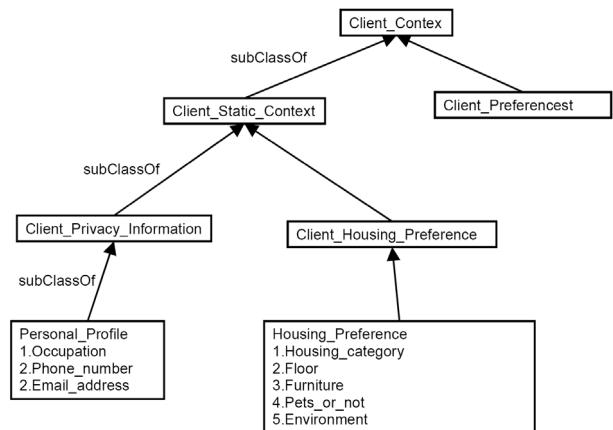 Client_Contex
subClassOf
Client_Static_Context
Client_Preferencest
subClassOf
Client_Privacy_Information
Client_Housing_Preference
subClassOf
Personal_Profile
1.Occupation
2.Phone_number
2.Email_address
Housing_Preference
1.Housing_category
2.Floor
3.Furniture
4.Pets_or_not
5.Environment